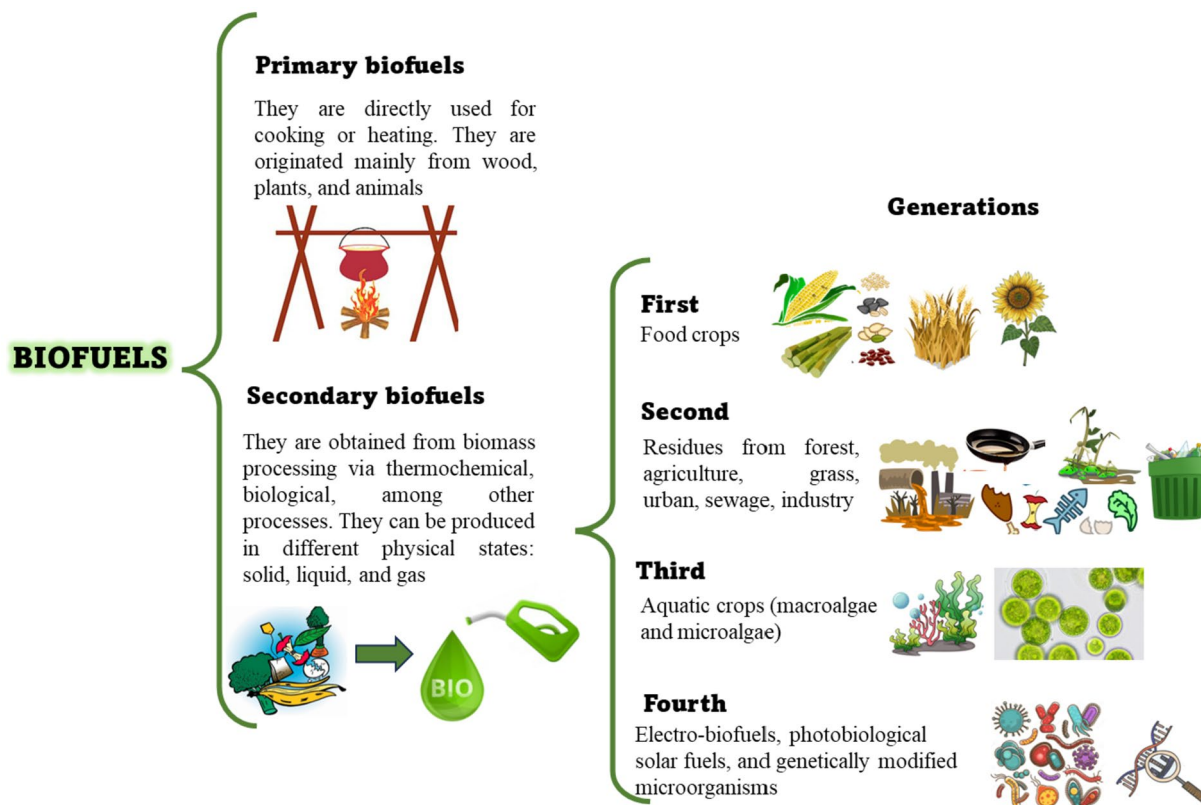 BIOFUELS
Primary biofuels
They are directly used for
cooking or heating. They are
originated mainly from wood,
plants, and animals
Secondary biofuels
They are obtained from biomass
processing via thermochemical,
biological, among other
processes. They can be produced
in different physical states:
solid, liquid, and gas
BIO
Generations
First
Food crops
Second
Residues from forest,
agriculture, grass,
urban, sewage, industry
Third
Aquatic crops (macroalgae
and microalgae)
Fourth
Electro-biofuels, photobiological
solar fuels, and genetically modified
microorganisms